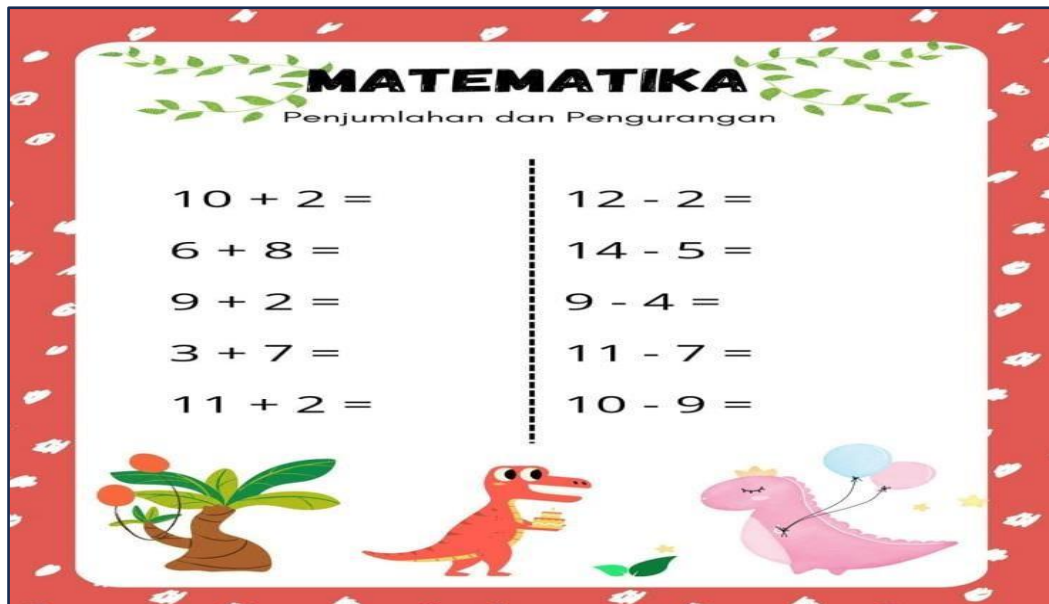 MATEMATIKA
Penjumlahan dan Pengurangan
10 + 2 =
6 + 8 =
9 + 2 =
3 + 7 =
11 + 2 =
12 - 2 =
14 - 5 =
9 - 4 =
11 - 7 =
10 - 9 =